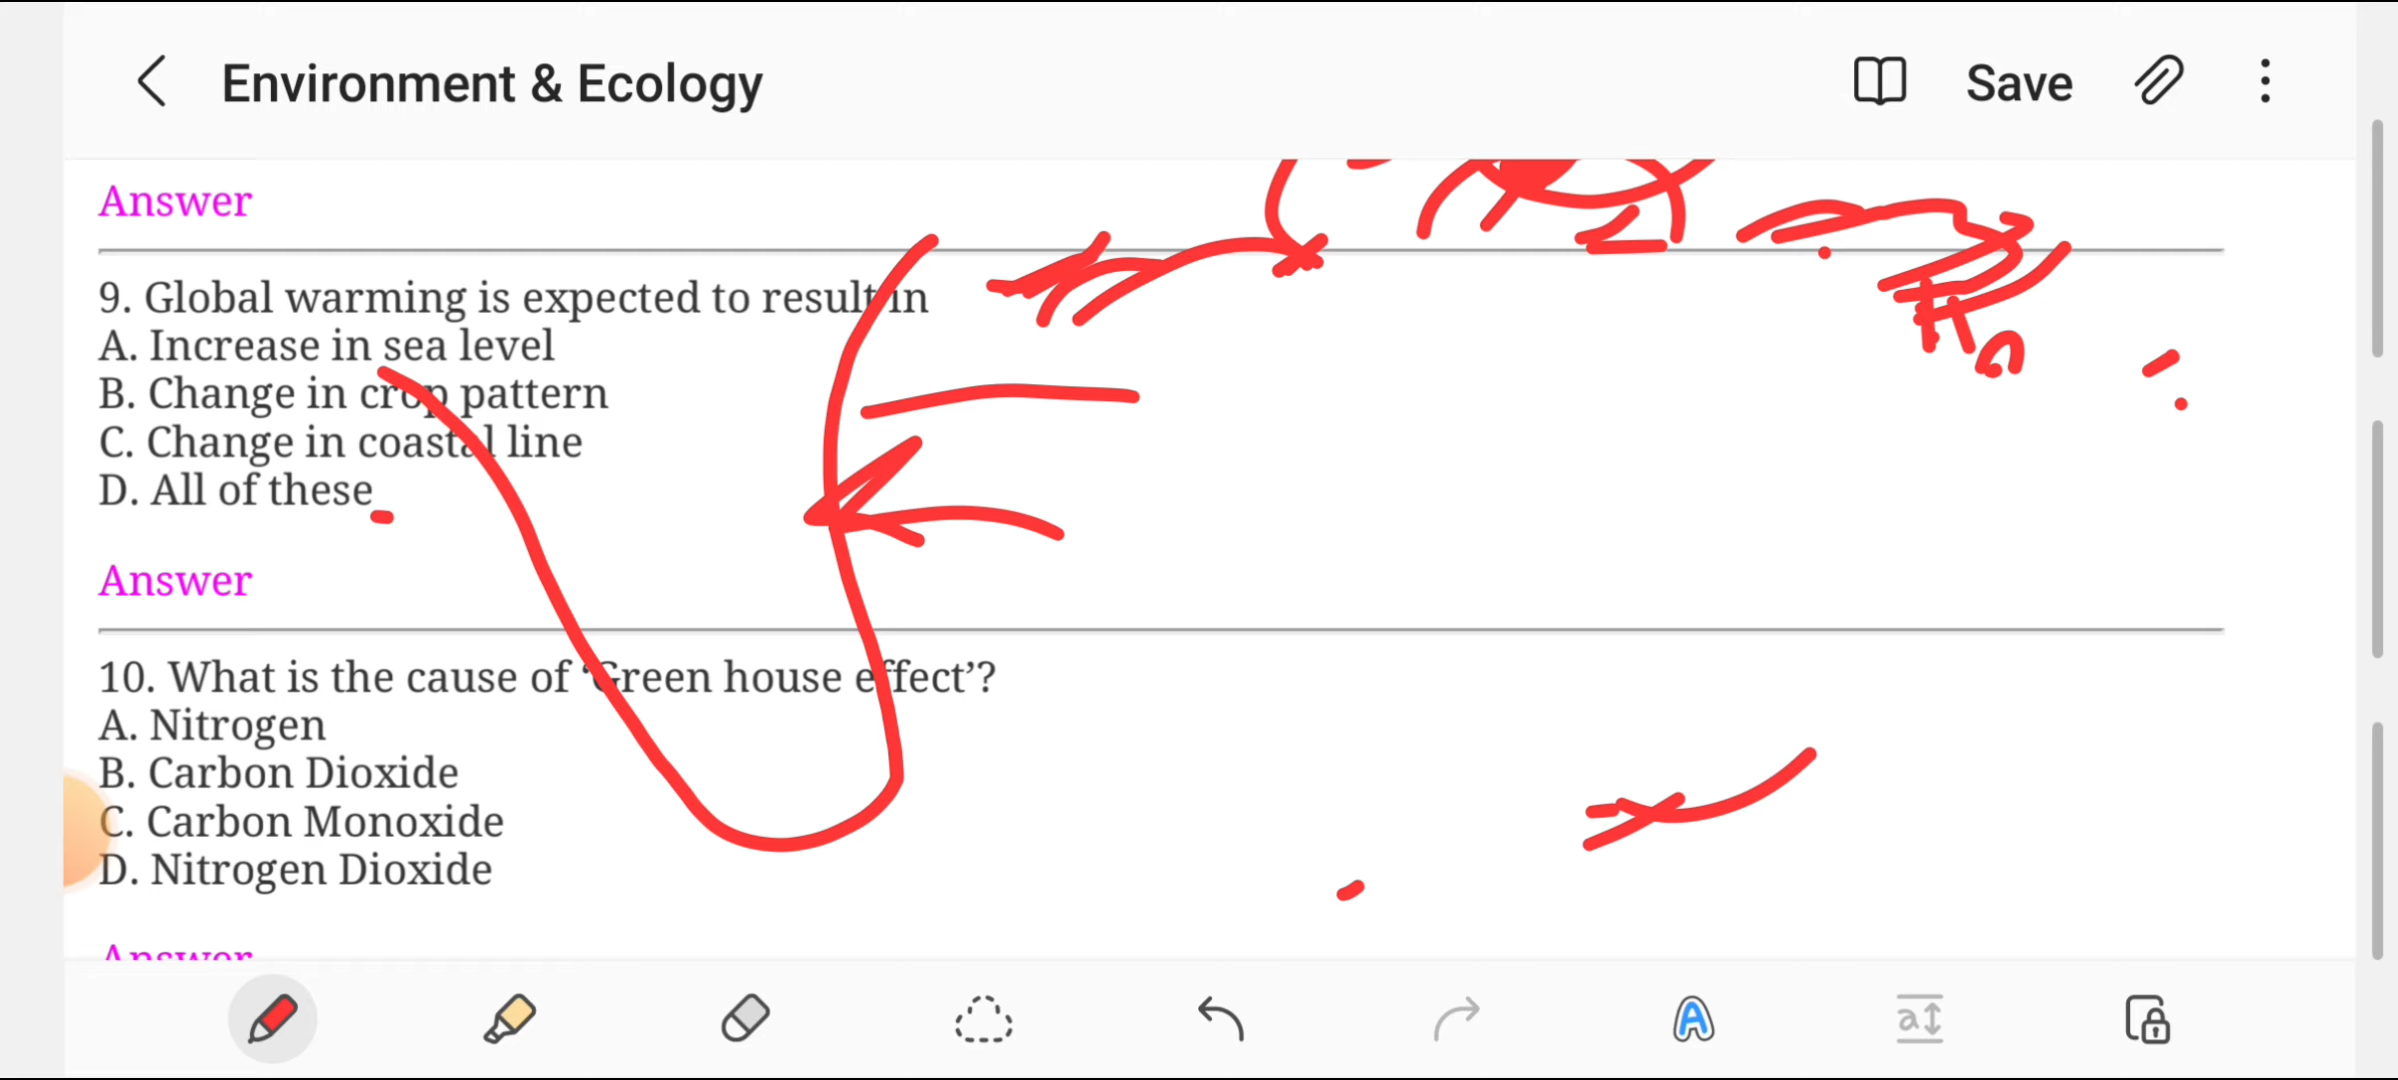 Environment & Ecology
Save
Answer
9. Global warming is expected to result in
A. Increase in sea level
B. Change in crop pattern
C. Change in coastal line
D. All of these
Answer
10. What is the cause of ‘Green house effect’?
A. Nitrogen
B. Carbon Dioxide
C. Carbon Monoxide
D. Nitrogen Dioxide
Answer